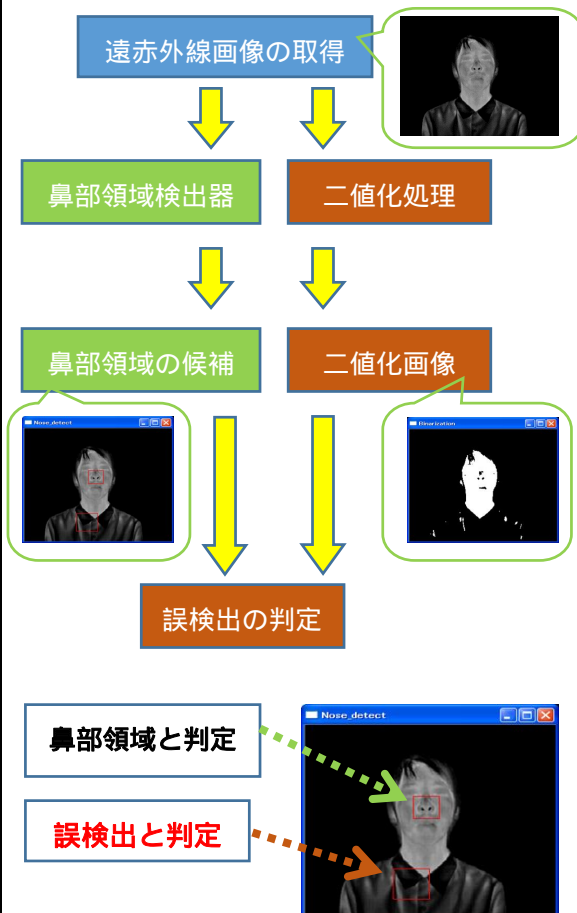 遠赤外線画像の取得
鼻部領域検出器
二値化処理
鼻部領域の候補
二値化画像
Nose_detect
Binarization
誤検出の判定
Nose_detect
鼻部領域と判定
誤検出と判定